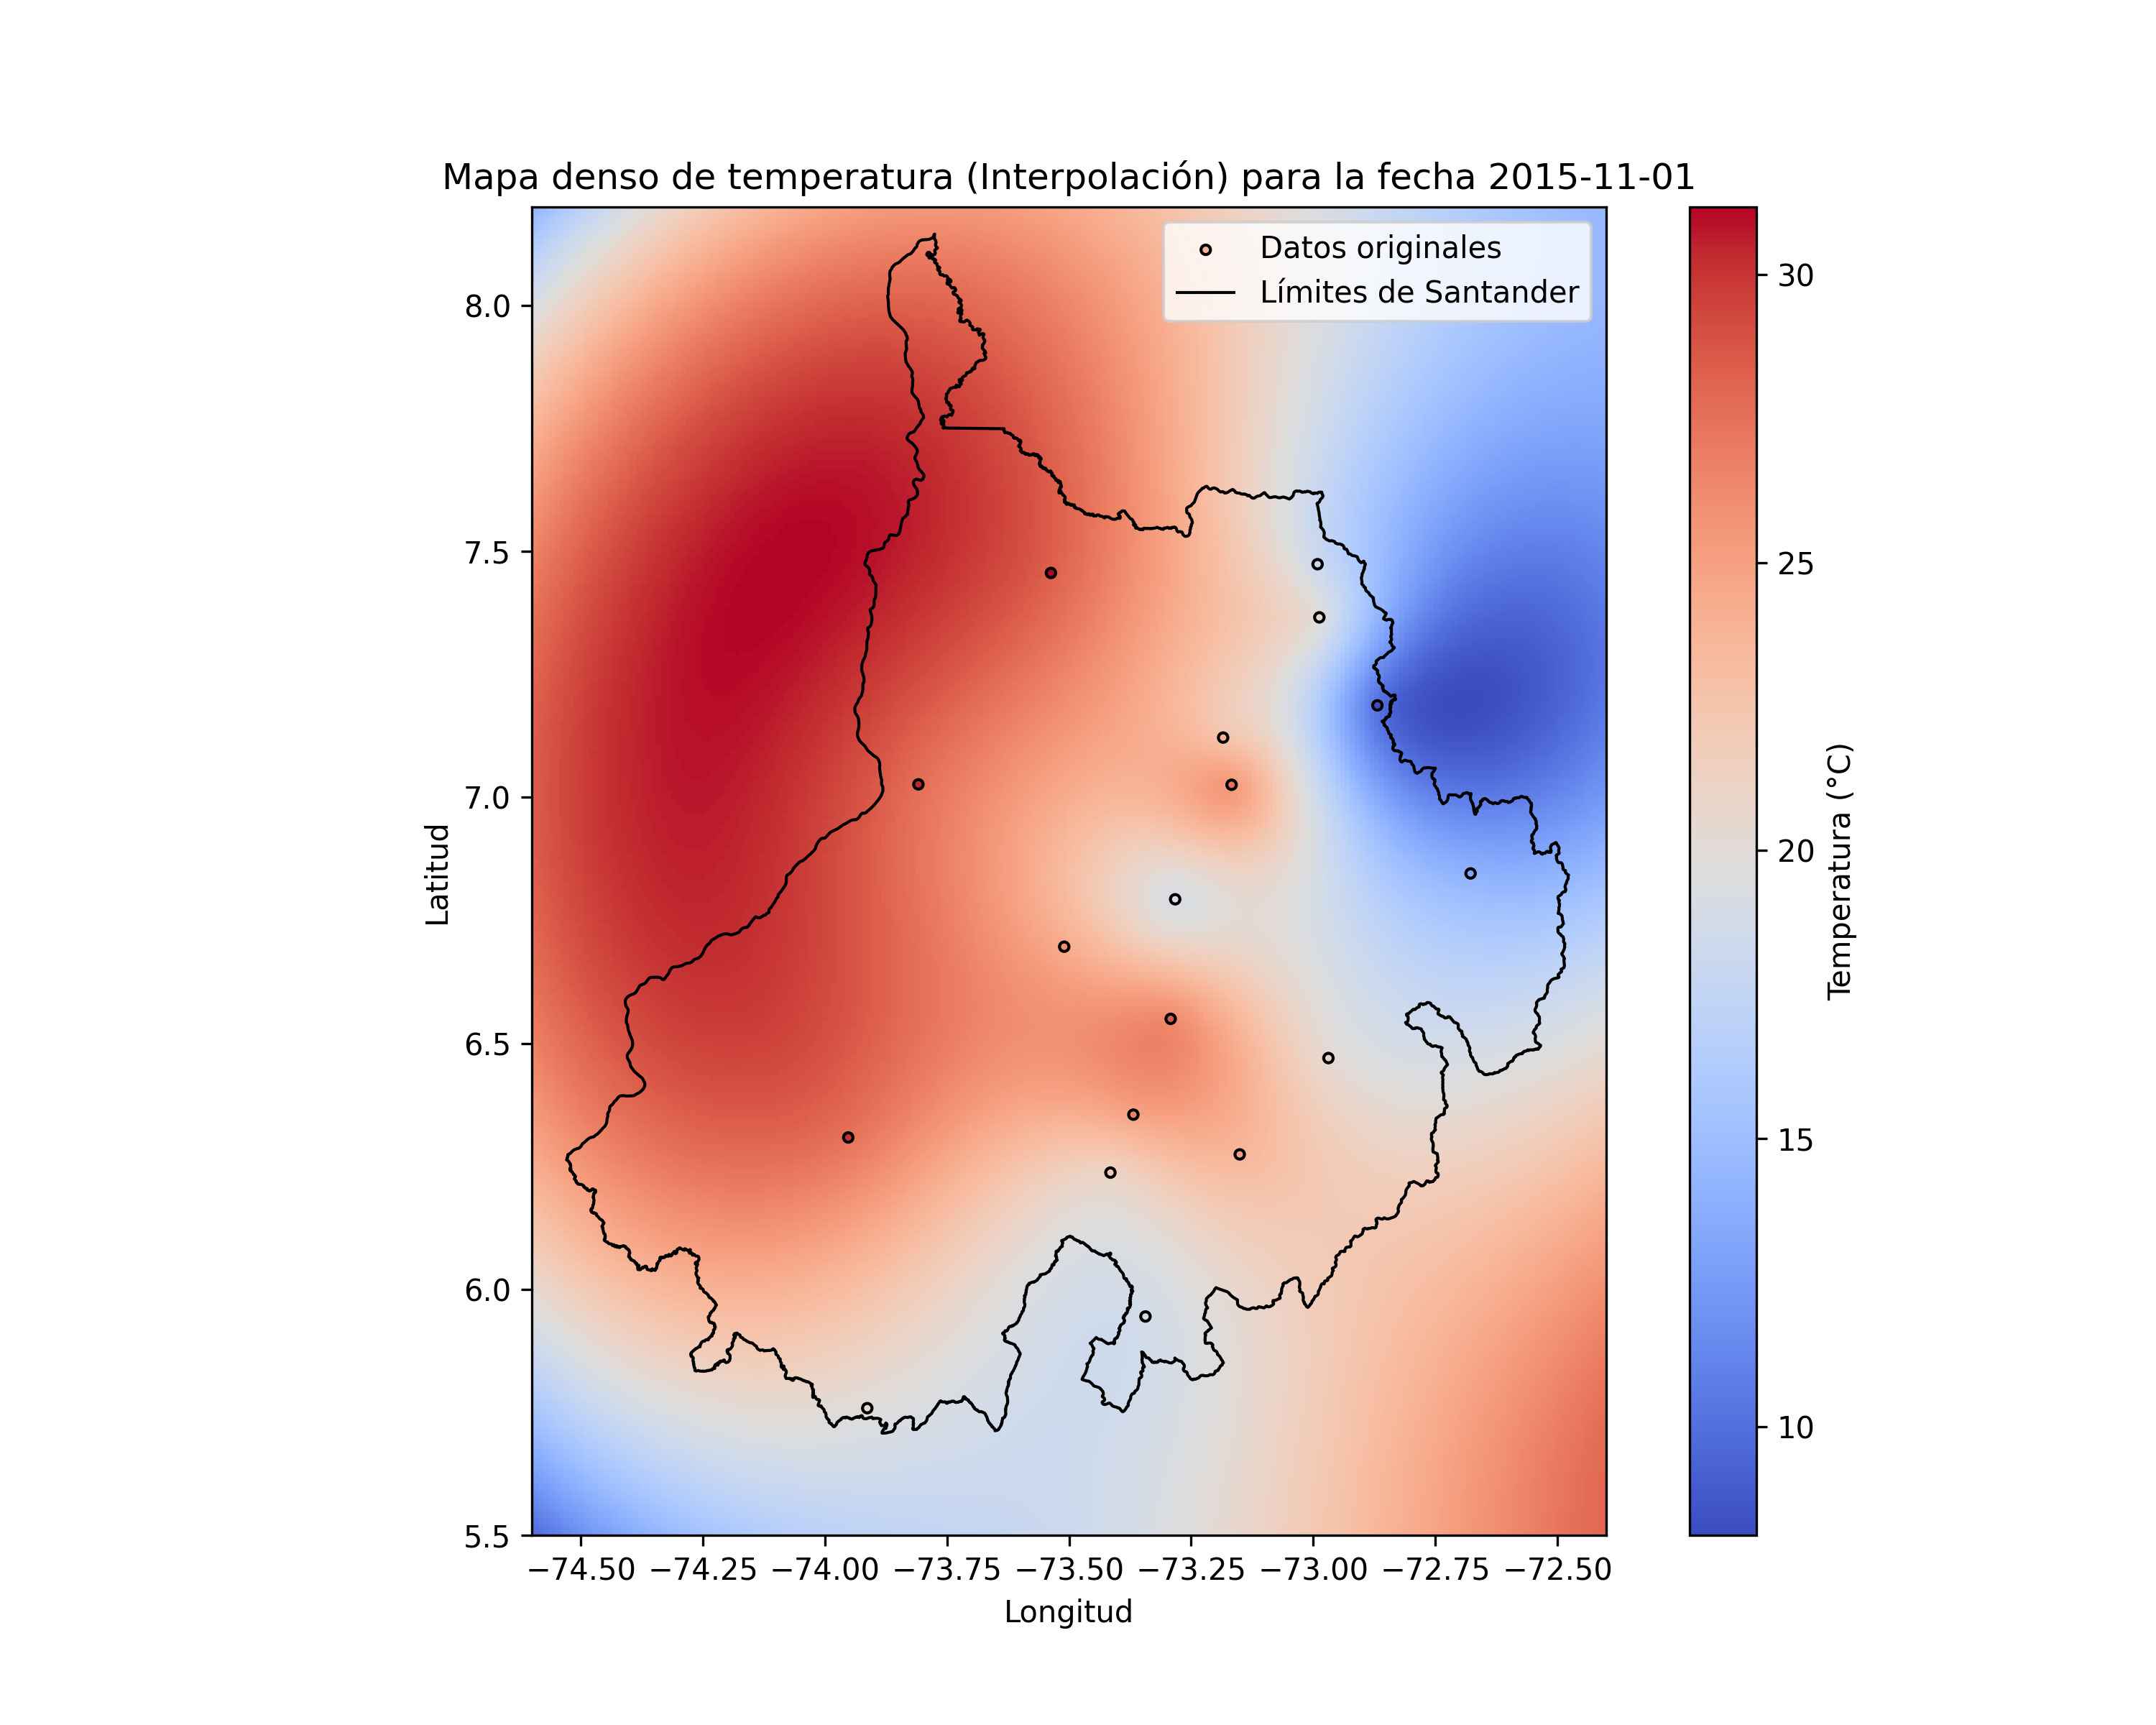 Mapa denso de temperatura (Interpolación) para la fecha 2015-11-01
Datos originales
Límites de Santander
8.0
7.5
7.0
6.5
6.0
5.5
Latitud
−74.50 −74.25 −74.00 −73.75 −73.50 −73.25 −73.00 −72.75 −72.50
Longitud
30
25
20
15
10
Temperatura (°C)